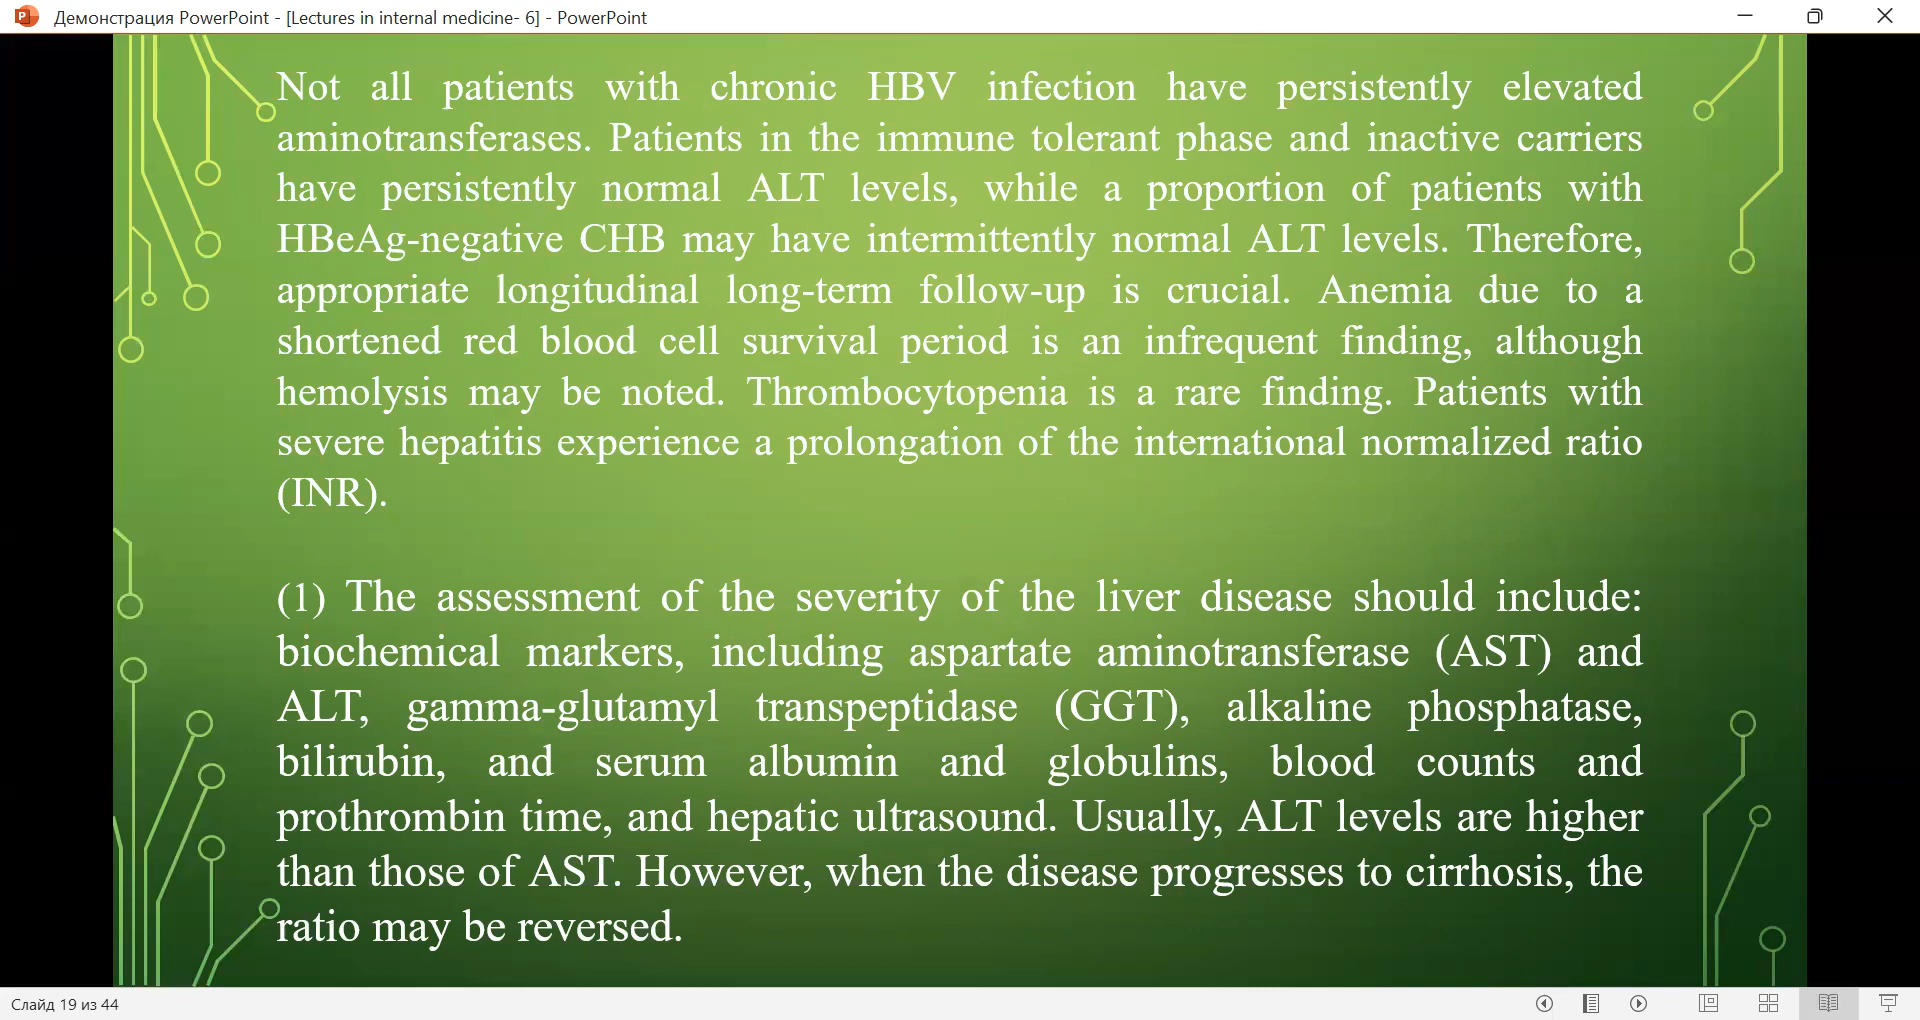 Демонстрация PowerPoint - [Lectures in internal medicine- 6] - PowerPoint
Not all patients with chronic HBV infection have persistently elevated
aminotransferases. Patients in the immune tolerant phase and inactive carriers
have persistently normal ALT levels, while a proportion of patients with
HBeAg-negative CHB may have intermittently normal ALT levels. Therefore,
appropriate longitudinal long-term follow-up is crucial. Anemia due to a
shortened red blood cell survival period is an infrequent finding, although
hemolysis may be noted. Thrombocytopenia is a rare finding. Patients with
severe hepatitis experience a prolongation of the international normalized ratio
(INR).
(1) The assessment of the severity of the liver disease should include:
biochemical markers, including aspartate aminotransferase (AST) and
ALT, gamma-glutamyl transpeptidase (GGT), alkaline phosphatase,
bilirubin, and serum albumin and globulins, blood counts and
prothrombin time, and hepatic ultrasound. Usually, ALT levels are higher
than those of AST. However, when the disease progresses to cirrhosis, the
ratio may be reversed.
Слайд 19 из 44